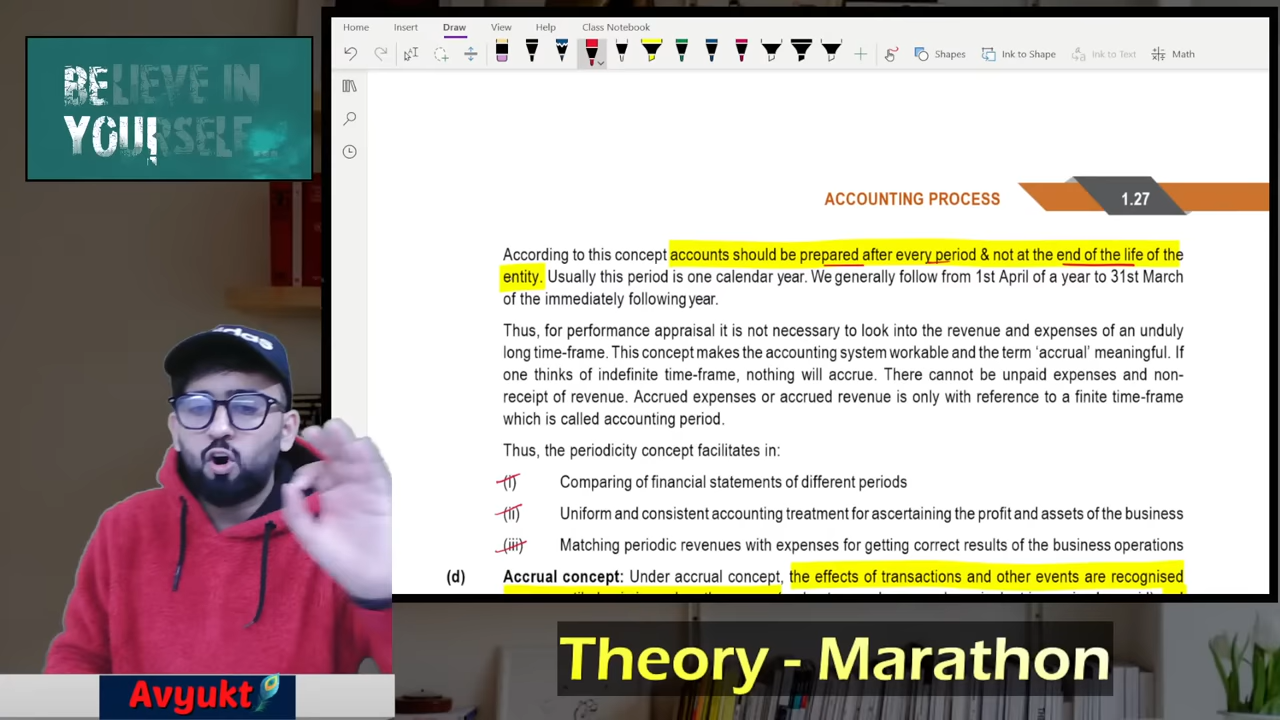 BELIEVE IN
YOURSELF...
Home Insert Draw View Help Class Notebook
Shapes Ink to Shape Ink to Text Math
ACCOUNTING PROCESS 1.27
According to this concept accounts should be prepared after every period & not at the end of the life of the
entity. Usually this period is one calendar year. We generally follow from 1st April of a year to 31st March
of the immediately following year.
Thus, for performance appraisal it is not necessary to look into the revenue and expenses of an unduly
long time-frame. This concept makes the accounting system workable and the term ‘accrual’ meaningful. If
one thinks of indefinite time-frame, nothing will accrue. There cannot be unpaid expenses and non-
receipt of revenue. Accrued expenses or accrued revenue is only with reference to a finite time-frame
which is called accounting period.
Thus, the periodicity concept facilitates in:
(i) Comparing of financial statements of different periods
(ii) Uniform and consistent accounting treatment for ascertaining the profit and assets of the business
(iii) Matching periodic revenues with expenses for getting correct results of the business operations
(d) Accrual concept: Under accrual concept, the effects of transactions and other events are recognised
Theory - Marathon
Avyukt